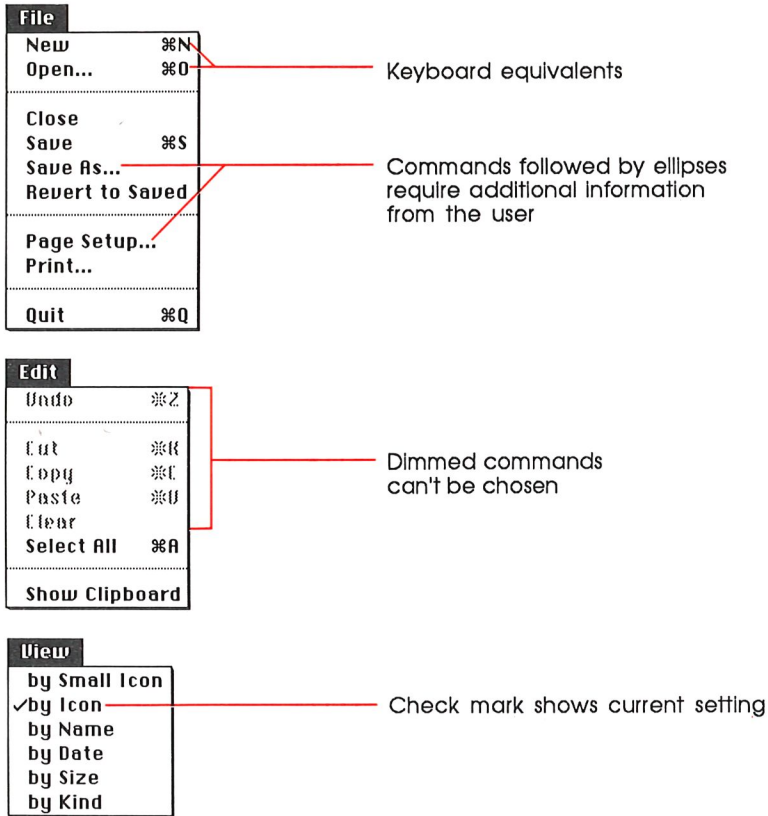 File
New ⌘N
Open... ⌘O
Keyboard equivalents
Close
Save ⌘S
Save As...
Commands followed by ellipses
require additional information
from the user
Revert to Saved
Page Setup...
Print...
Quit ⌘Q
Edit
Undo ⌘Z
Cut ⌘X
Copy ⌘C
Paste ⌘V
Clear
Dimmed commands
can't be chosen
Select All ⌘A
Show Clipboard
View
by Small Icon
✓by Icon
Check mark shows current setting
by Name
by Date
by Size
by Kind